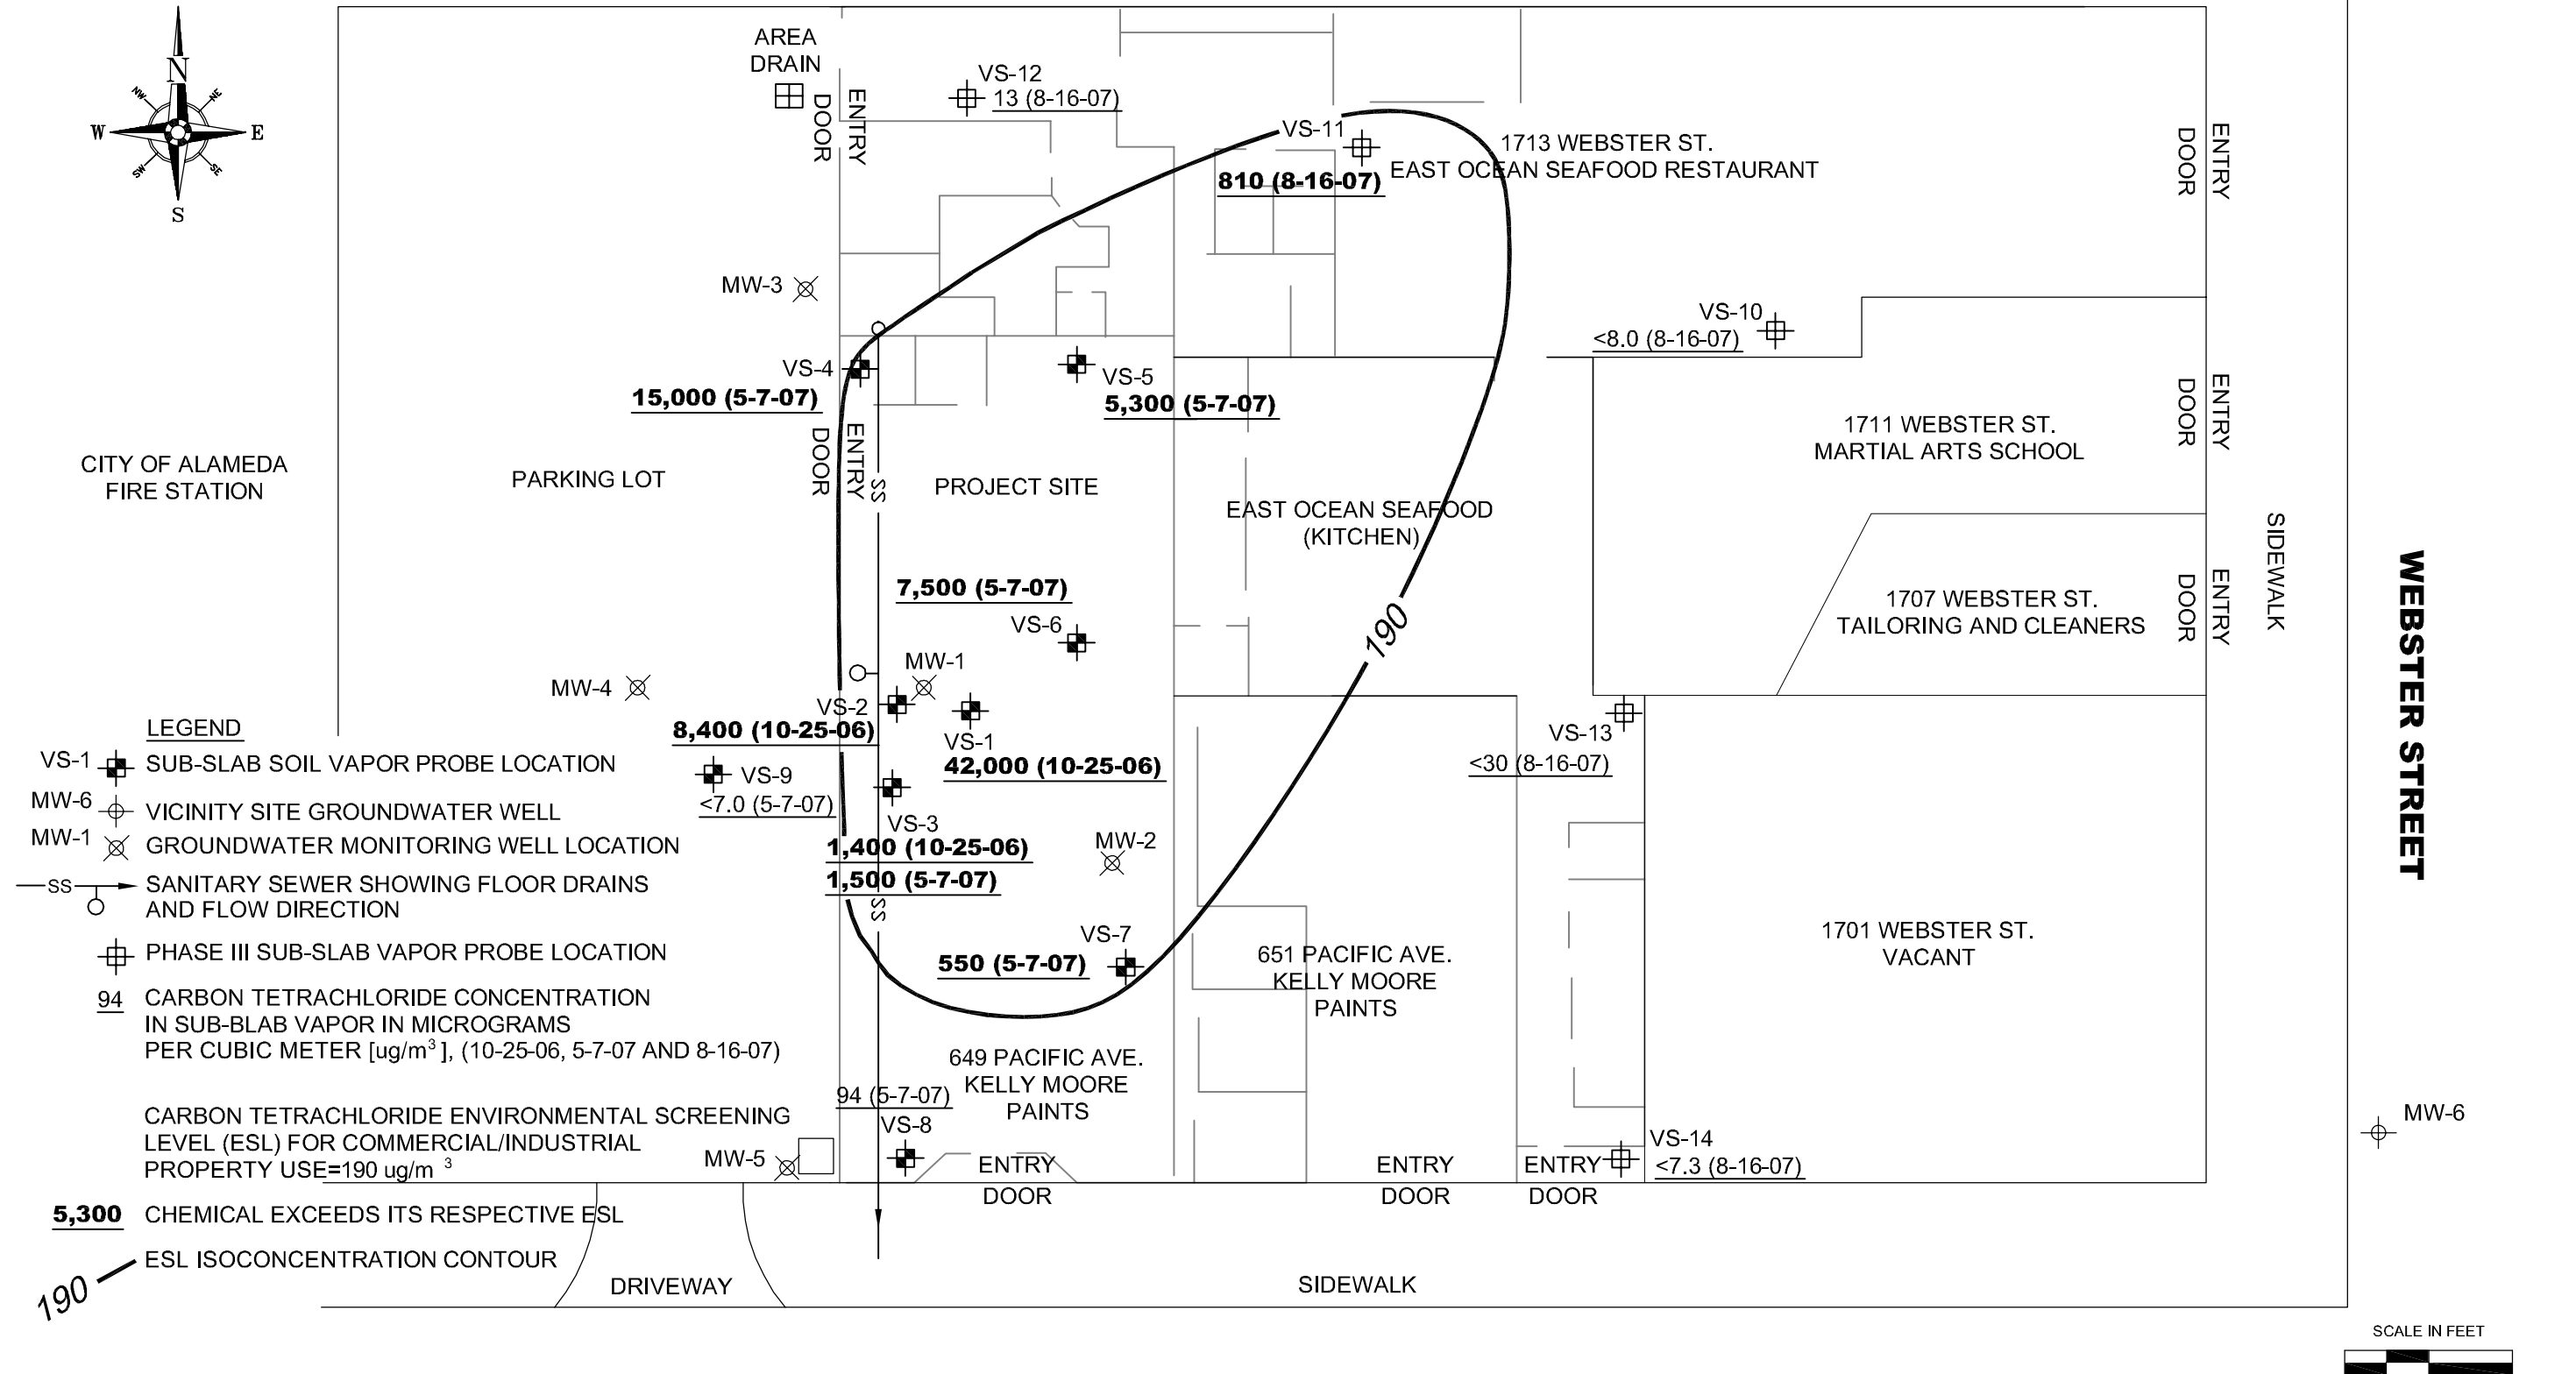 N
NW
NE
W
E
SW
SE
S
AREA
DRAIN
ENTRY
DOOR
VS-12
13 (8-16-07)
VS-11
810 (8-16-07)
1713 WEBSTER ST.
EAST OCEAN SEAFOOD RESTAURANT
ENTRY
DOOR
MW-3
VS-4
15,000 (5-7-07)
VS-5
5,300 (5-7-07)
VS-10
<8.0 (8-16-07)
ENTRY
DOOR
SS
CITY OF ALAMEDA
FIRE STATION
PARKING LOT
PROJECT SITE
EAST OCEAN SEAFOOD
(KITCHEN)
1711 WEBSTER ST.
MARTIAL ARTS SCHOOL
ENTRY
DOOR
7,500 (5-7-07)
VS-6
190
1707 WEBSTER ST.
TAILORING AND CLEANERS
ENTRY
DOOR
SIDEWALK
WEBSTER STREET
MW-4
MW-1
VS-2
8,400 (10-25-06)
VS-1
42,000 (10-25-06)
VS-9
<7.0 (5-7-07)
VS-3
1,400 (10-25-06)
1,500 (5-7-07)
SS
MW-2
VS-13
<30 (8-16-07)
VS-7
550 (5-7-07)
651 PACIFIC AVE.
KELLY MOORE
PAINTS
1701 WEBSTER ST.
VACANT
649 PACIFIC AVE.
KELLY MOORE
PAINTS
94 (5-7-07)
VS-8
MW-5
ENTRY
DOOR
ENTRY
DOOR
ENTRY
DOOR
VS-14
<7.3 (8-16-07)
MW-6
DRIVEWAY
SIDEWALK
LEGEND
VS-1 SUB-SLAB SOIL VAPOR PROBE LOCATION
MW-6 VICINITY SITE GROUNDWATER WELL
MW-1 GROUNDWATER MONITORING WELL LOCATION
SS SANITARY SEWER SHOWING FLOOR DRAINS
AND FLOW DIRECTION
PHASE III SUB-SLAB VAPOR PROBE LOCATION
94 CARBON TETRACHLORIDE CONCENTRATION
IN SUB-BLAB VAPOR IN MICROGRAMS
PER CUBIC METER [ug/m³], (10-25-06, 5-7-07 AND 8-16-07)
CARBON TETRACHLORIDE ENVIRONMENTAL SCREENING
LEVEL (ESL) FOR COMMERCIAL/INDUSTRIAL
PROPERTY USE=190 ug/m ³
5,300 CHEMICAL EXCEEDS ITS RESPECTIVE ESL
190 ESL ISOCONCENTRATION CONTOUR
SCALE IN FEET